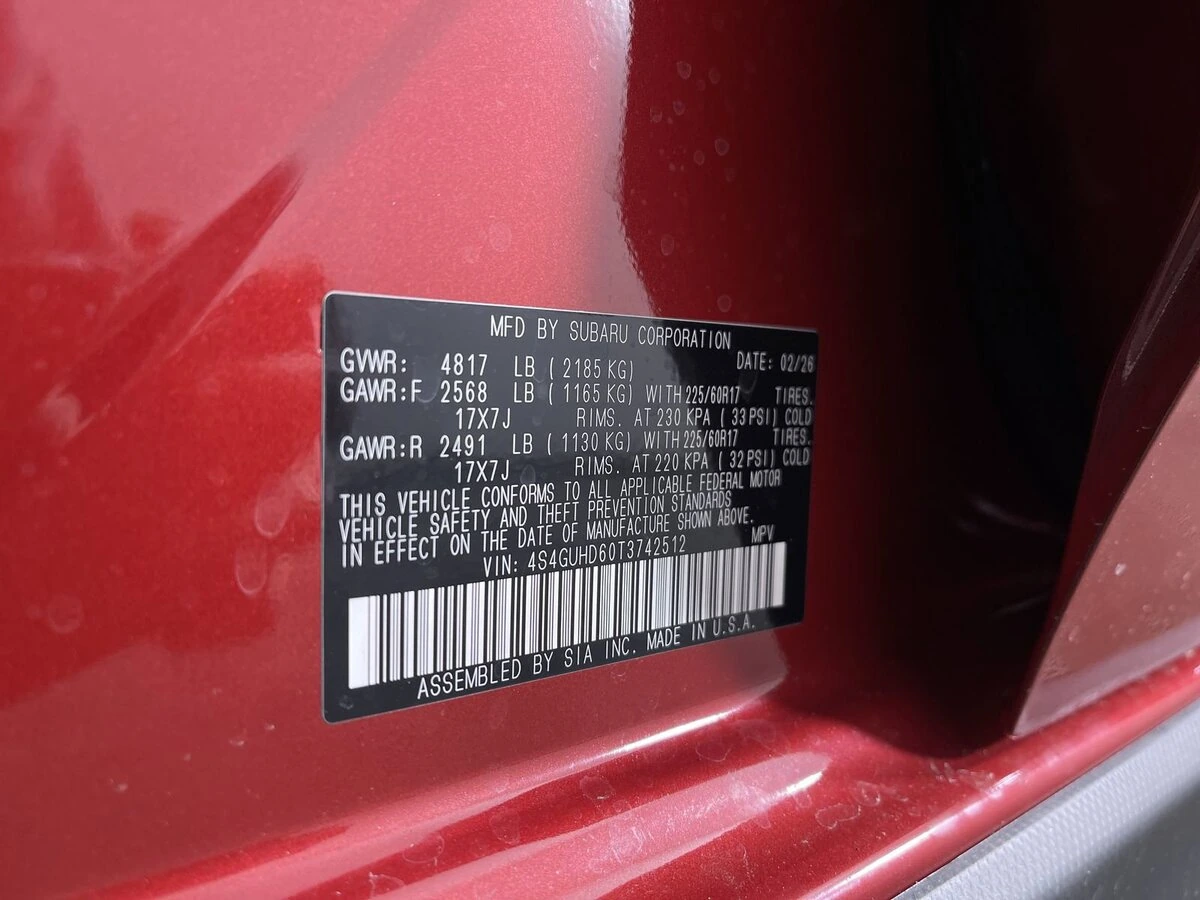 MFD BY SUBARU CORPORATION
GVWR: 4817 LB ( 2185 KG) DATE: 02/26
GAWR:F 2568 LB ( 1165 KG) WITH 225/60R17 TIRES.
17X7J RIMS. AT 230 KPA ( 33 PSI) COLD
GAWR:R 2491 LB ( 1130 KG) WITH 225/60R17 TIRES.
17X7J RIMS. AT 220 KPA ( 32 PSI) COLD
THIS VEHICLE CONFORMS TO ALL APPLICABLE FEDERAL MOTOR
VEHICLE SAFETY AND THEFT PREVENTION STANDARDS
IN EFFECT ON THE DATE OF MANUFACTURE SHOWN ABOVE.
VIN: 4S4GUHD60T3742512 MPV
ASSEMBLED BY SIA INC. MADE IN U.S.A.